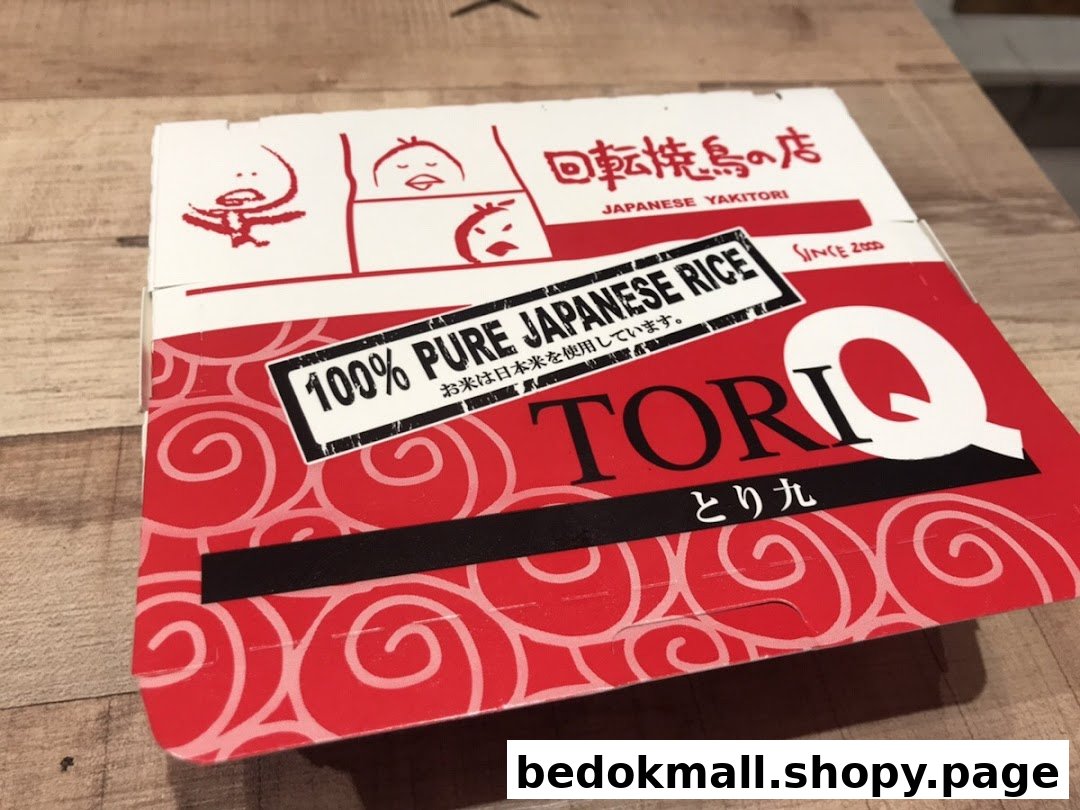 回転焼鳥の店
JAPANESE YAKITORI
SINCE 2000
100% PURE JAPANESE RICE
お米は日本米を使用しています。
TORI Q
とり九
bedokmall.shopy.page